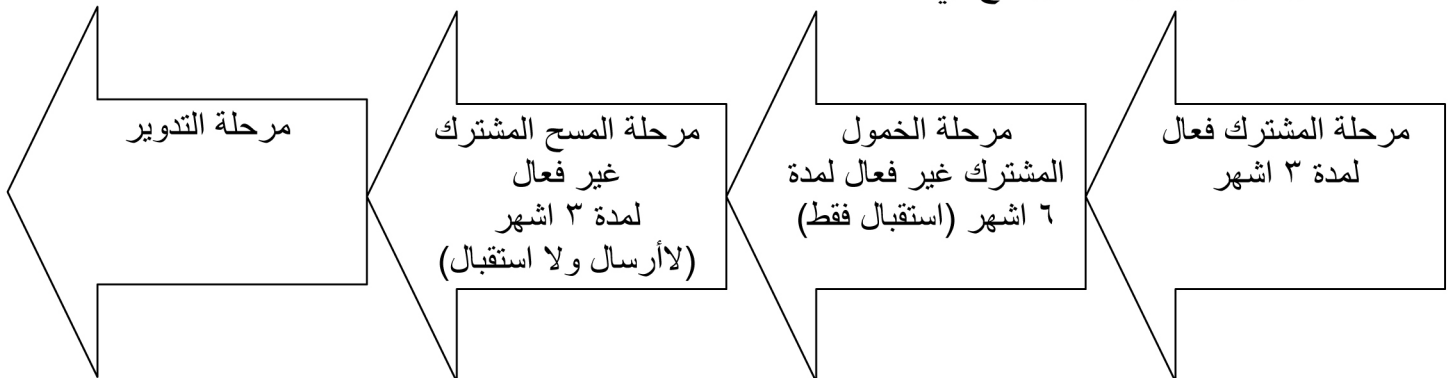 مرحلة المشترك فعال
لمدة ٣ اشهر
مرحلة الخمول
المشترك غير فعال لمدة
٦ اشهر (استقبال فقط)
مرحلة المسح المشترك
غير فعال
لمدة ٣ اشهر
(لاأرسال ولا استقبال)
مرحلة التدوير